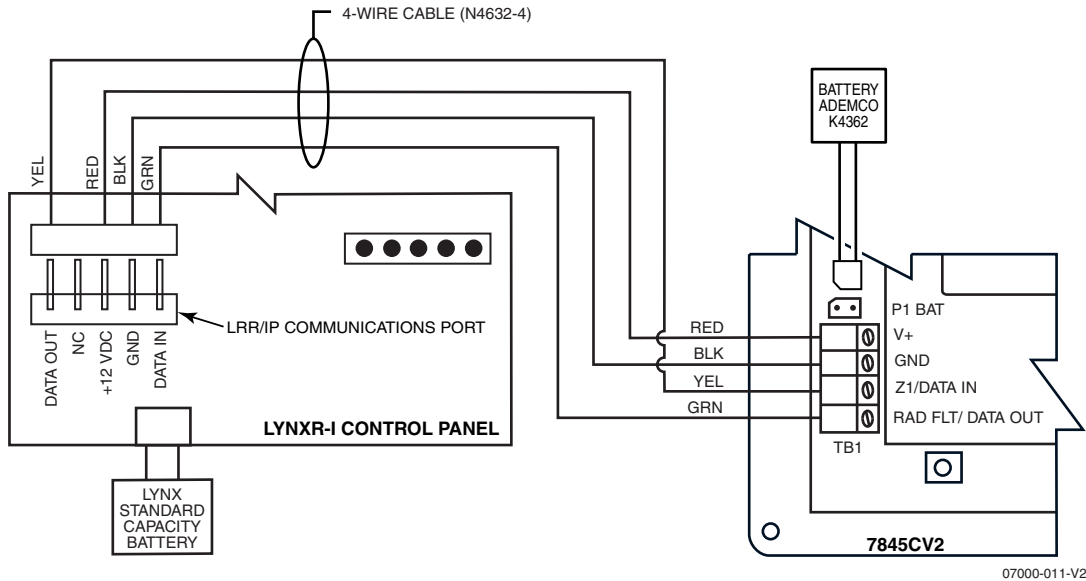 4-WIRE CABLE (N4632-4)
BATTERY
ADEMCO
K4362
YEL
RED
BLK
GRN
LRR/IP COMMUNICATIONS PORT
DATA OUT
NC
+12 VDC
GND
DATA IN
LYNXR-I CONTROL PANEL
LYNX
STANDARD
CAPACITY
BATTERY
RED
BLK
YEL
GRN
P1 BAT
V+
GND
Z1/DATA IN
RAD FLT/ DATA OUT
TB1
7845CV2
07000-011-V2